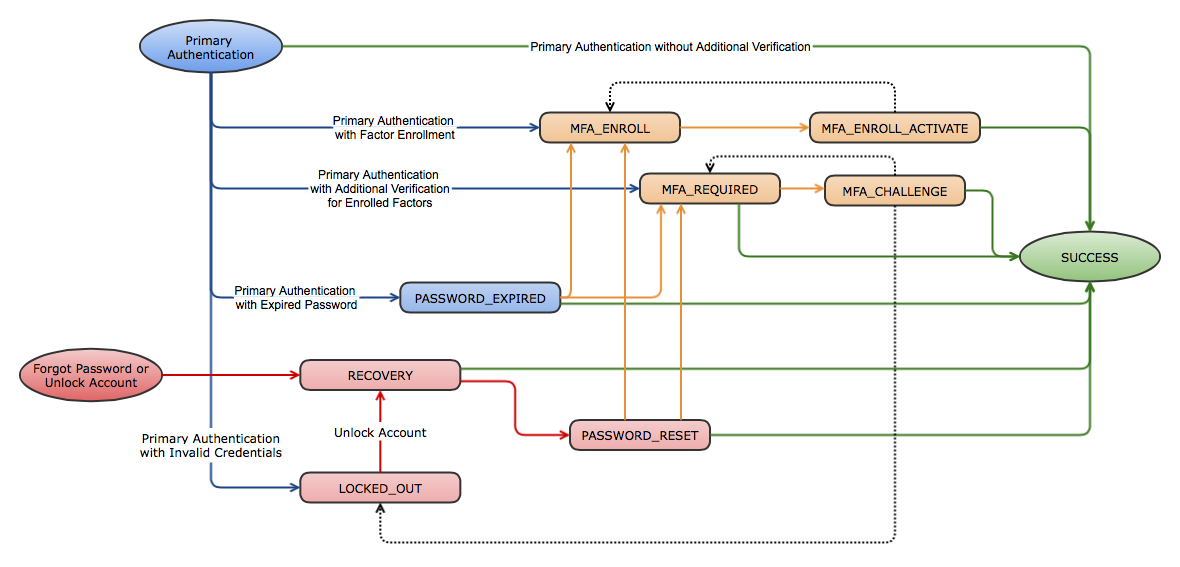 Primary
Authentication
Primary Authentication without Additional Verification
Primary Authentication
with Factor Enrollment
MFA_ENROLL
MFA_ENROLL_ACTIVATE
Primary Authentication
with Additional Verification
for Enrolled Factors
MFA_REQUIRED
MFA_CHALLENGE
SUCCESS
Primary Authentication
with Expired Password
PASSWORD_EXPIRED
Forgot Password or
Unlock Account
RECOVERY
Primary Authentication
with Invalid Credentials
Unlock Account
PASSWORD_RESET
LOCKED_OUT